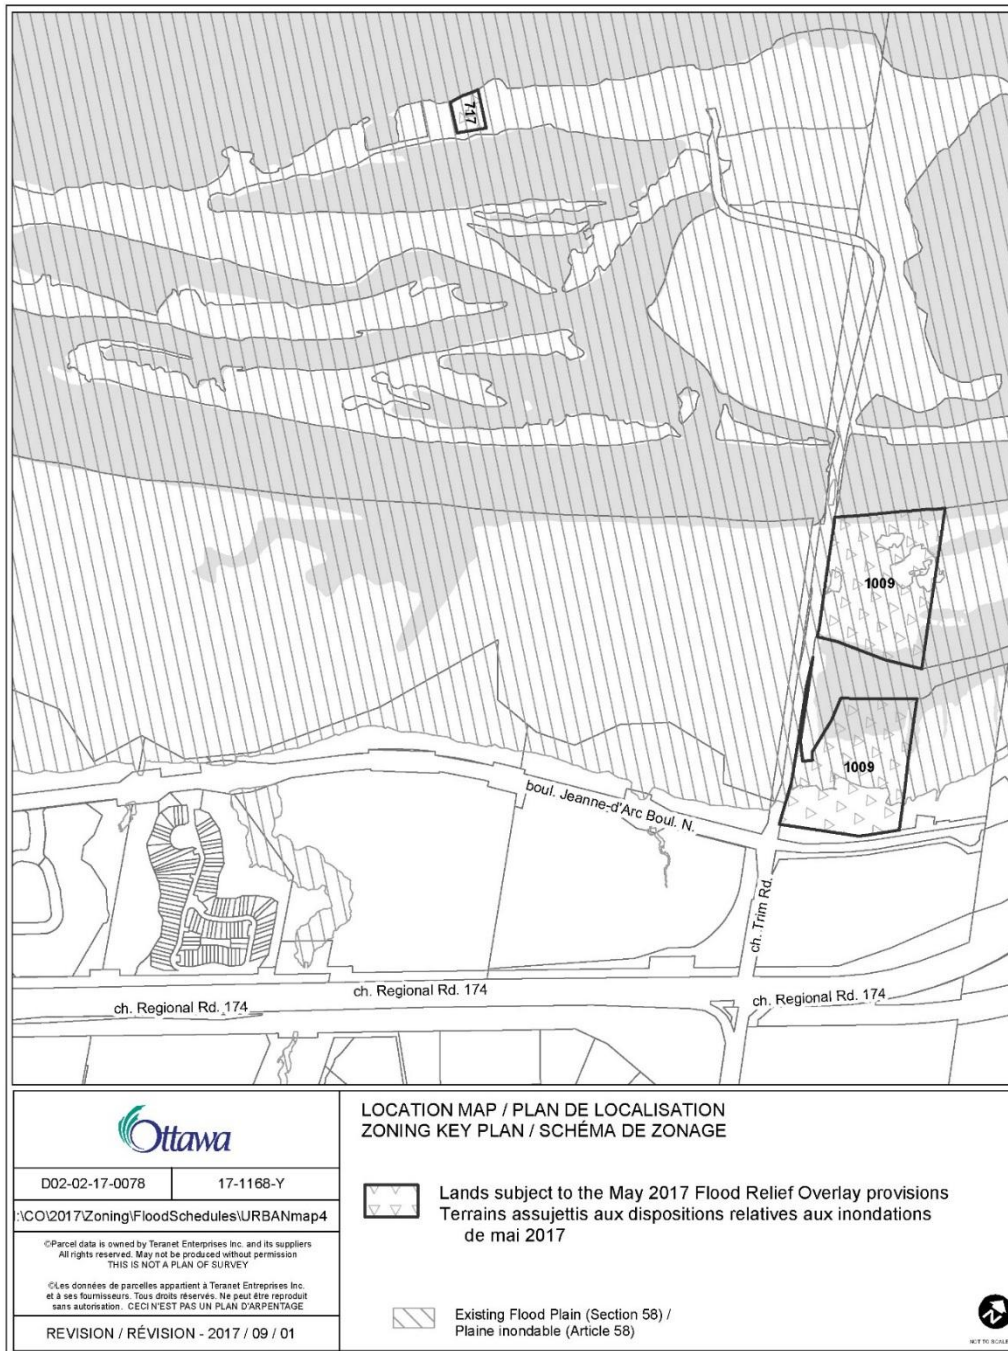 717
1009
1009
boul. Jeanne-d'Arc Boul. N.
ch. Trim Rd.
ch. Regional Rd. 174
ch. Regional Rd. 174
ch. Regional Rd. 174
Ottawa
D02-02-17-0078
17-1168-Y
I:\CO\2017\Zoning\FloodSchedules\URBANmap4
©Parcel data is owned by Teranet Enterprises Inc. and its suppliers
All rights reserved. May not be produced without permission
THIS IS NOT A PLAN OF SURVEY
©Les données de parcelles appartient à Teranet Entreprises Inc.
et à ses fournisseurs. Tous droits réservés. Ne peut être reproduit
sans autorisation. CECI N'EST PAS UN PLAN D'ARPENTAGE
REVISION / RÉVISION - 2017 / 09 / 01
LOCATION MAP / PLAN DE LOCALISATION
ZONING KEY PLAN / SCHÉMA DE ZONAGE
Lands subject to the May 2017 Flood Relief Overlay provisions
Terrains assujettis aux dispositions relatives aux inondations
de mai 2017
Existing Flood Plain (Section 58) /
Plaine inondable (Article 58)
NOT TO SCALE